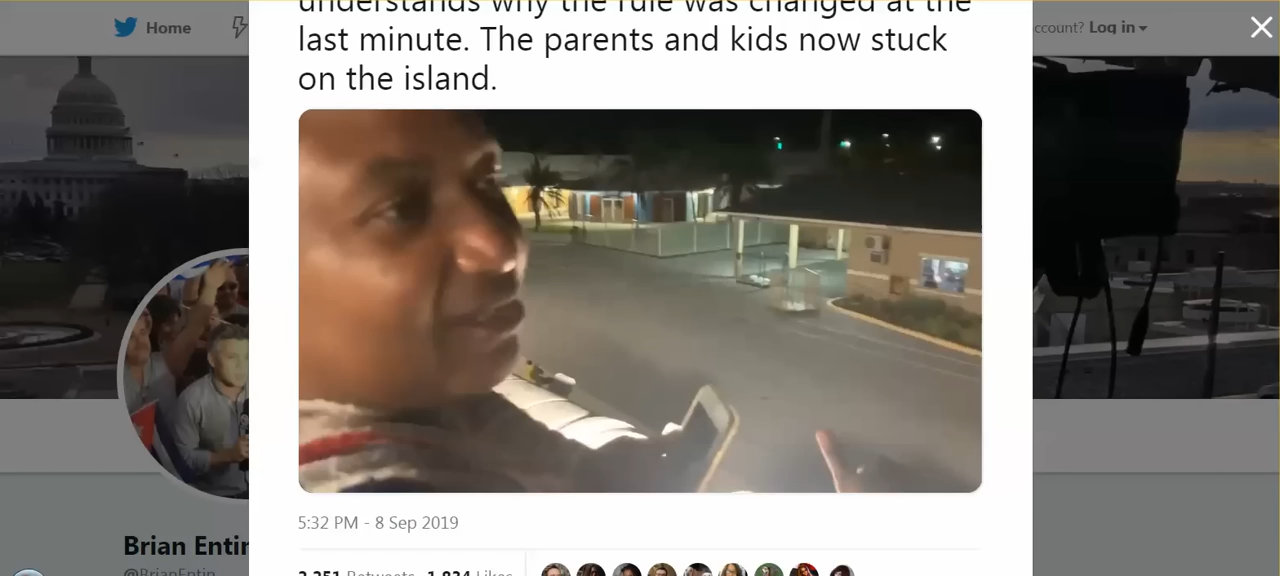 understands why the rule was changed at the
Home
ccount? Log in
last minute. The parents and kids now stuck
on the island.
5:32 PM - 8 Sep 2019
Brian Entin
@BrianEntin
2,251 Retweets 1,834 Likes